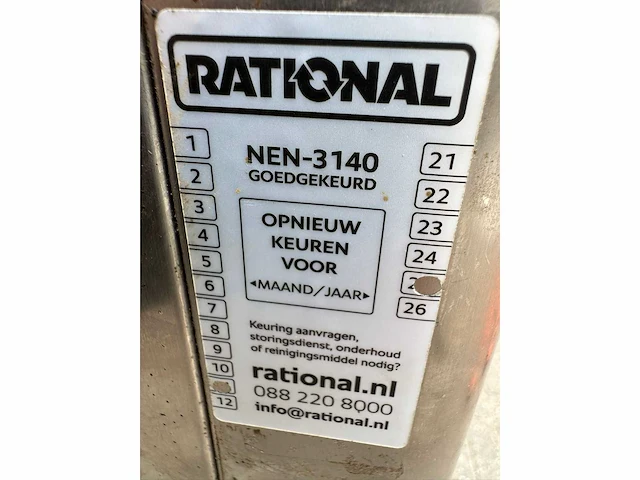 RATIONAL
NEN-3140
GOEDGEKEURD
1
2
3
4
5
6
7
8
9
10
12
OPNIEUW
KEUREN
VOOR
◄MAAND/JAAR►
21
22
23
24
26
Keuring aanvragen,
storingsdienst, onderhoud
of reinigingsmiddel nodig?
rational.nl
088 220 8000
info@rational.nl